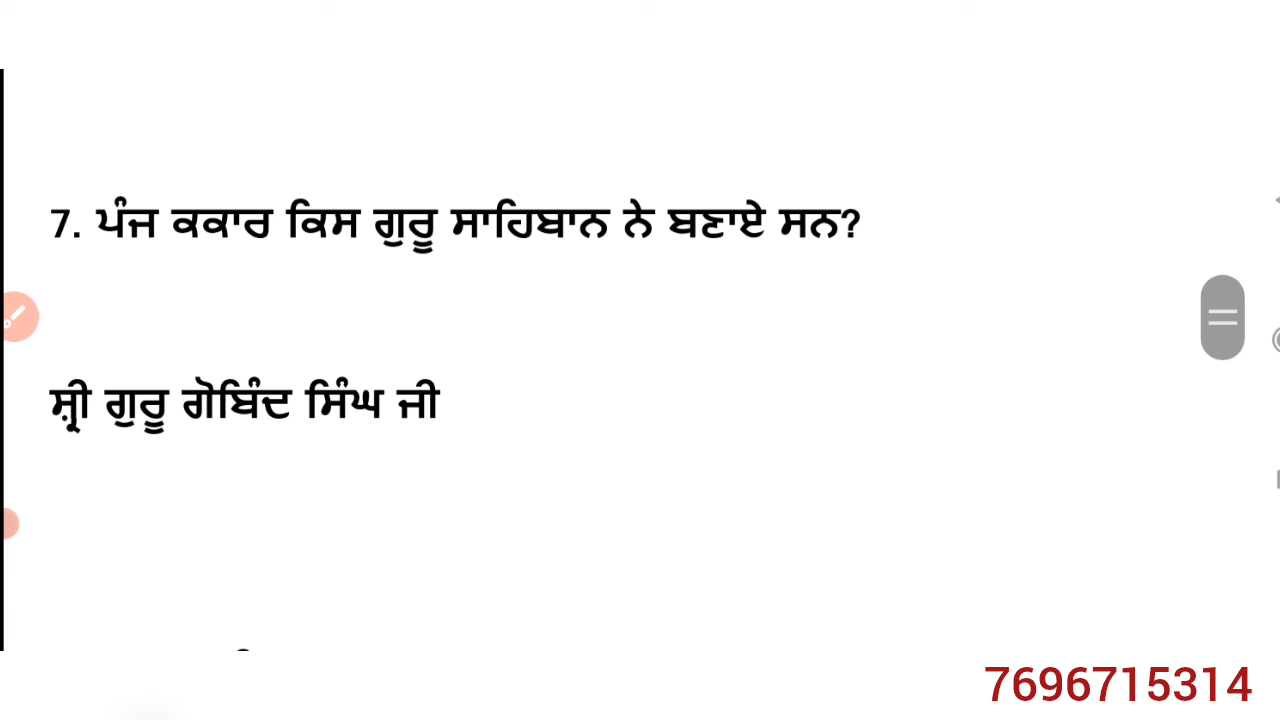 7. ਪੰਜ ਕਕਾਰ ਕਿਸ ਗੁਰੂ ਸਾਹਿਬਾਨ ਨੇ ਬਣਾਏ ਸਨ?
ਸ਼੍ਰੀ ਗੁਰੂ ਗੋਬਿੰਦ ਸਿੰਘ ਜੀ
7696715314